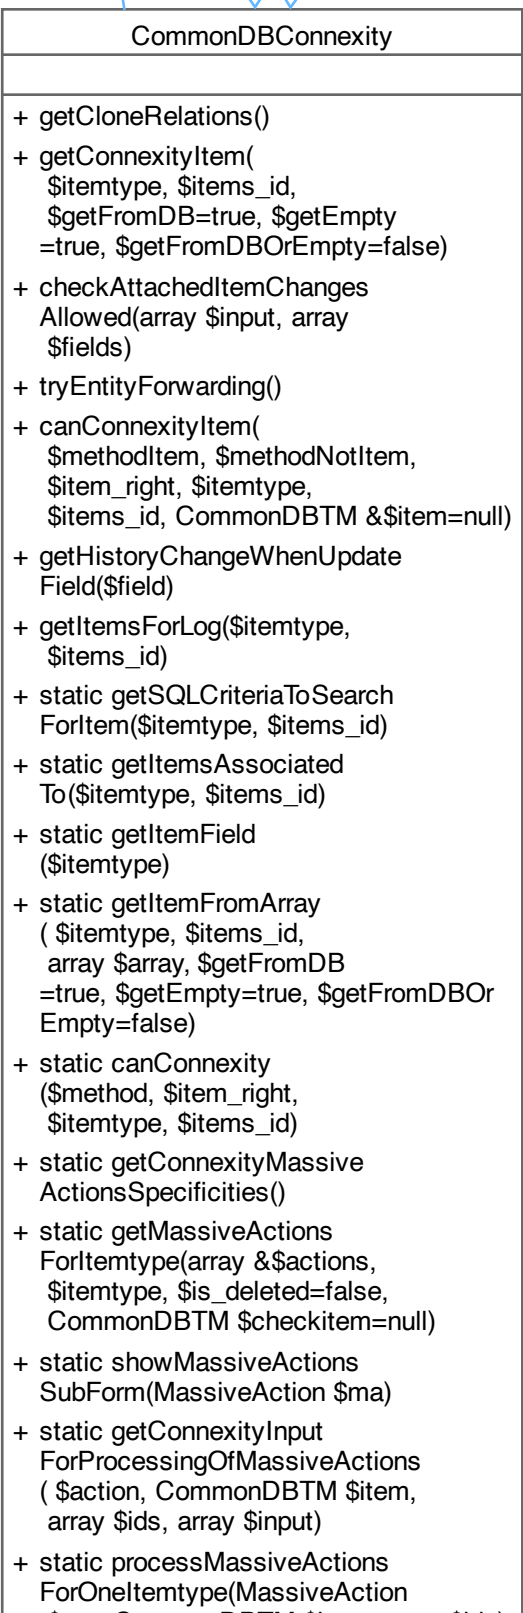 CommonDBConnexity
+ getCloneRelations()
+ getConnexityItem(
$itemtype, $items_id,
$getFromDB=true, $getEmpty
=true, $getFromDBOrEmpty=false)
+ checkAttachedItemChanges
Allowed(array $input, array
$fields)
+ tryEntityForwarding()
+ canConnexityItem(
$methodItem, $methodNotItem,
$item_right, $itemtype,
$items_id, CommonDBTM &$item=null)
+ getHistoryChangeWhenUpdate
Field($field)
+ getItemsForLog($itemtype,
$items_id)
+ static getSQLCriteriaToSearch
ForItem($itemtype, $items_id)
+ static getItemsAssociated
To($itemtype, $items_id)
+ static getItemField
($itemtype)
+ static getItemFromArray
( $itemtype, $items_id,
array $array, $getFromDB
=true, $getEmpty=true, $getFromDBOr
Empty=false)
+ static canConnexity
($method, $item_right,
$itemtype, $items_id)
+ static getConnexityMassive
ActionsSpecificities()
+ static getMassiveActions
ForItemtype(array &$actions,
$itemtype, $is_deleted=false,
CommonDBTM $checkitem=null)
+ static showMassiveActions
SubForm(MassiveAction $ma)
+ static getConnexityInput
ForProcessingOfMassiveActions
( $action, CommonDBTM $item,
array $ids, array $input)
+ static processMassiveActions
ForOneItemtype(MassiveAction